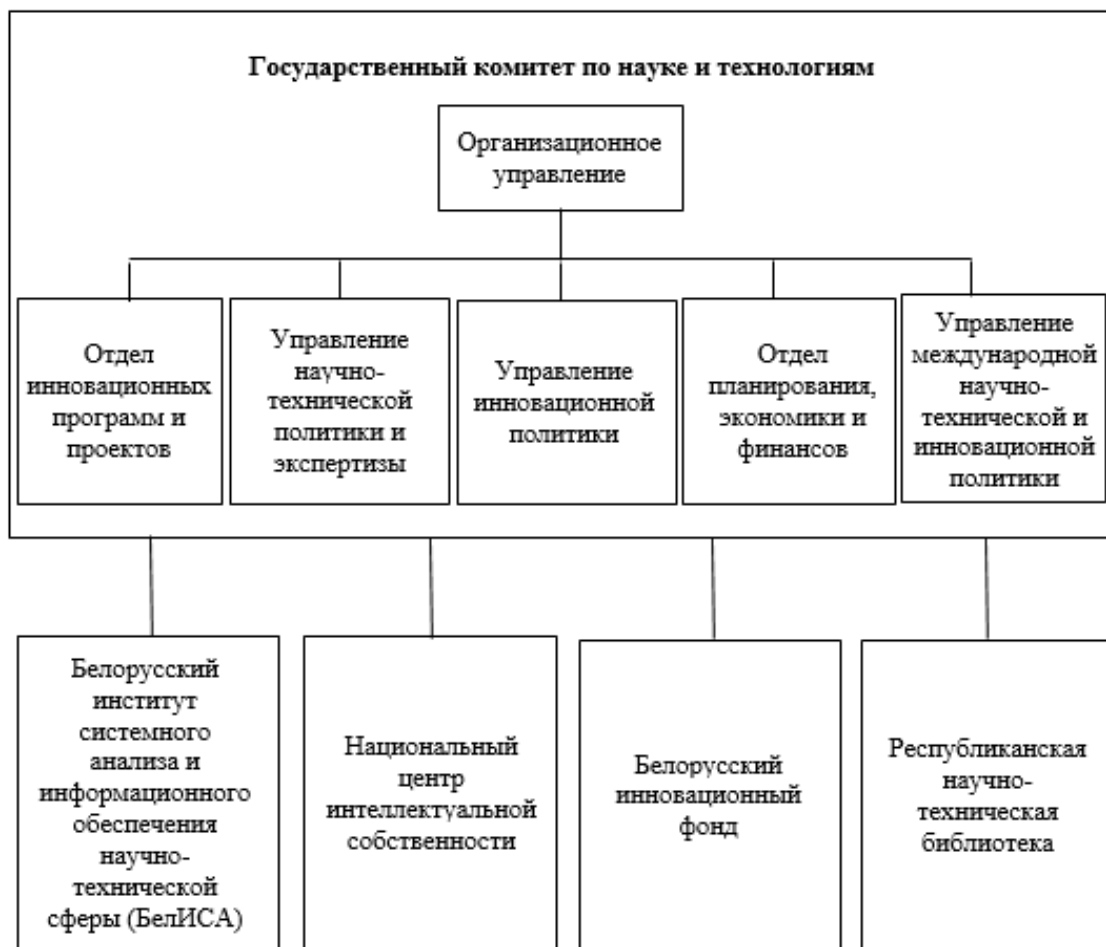 Государственный комитет по науке и технологиям
Организационное
управление
Отдел
инновационных
программ и
проектов
Управление
научно-
технической
политики и
экспертизы
Управление
инновационной
политики
Отдел
планирования,
экономики и
финансов
Управление
международной
научно-
технической и
инновационной
политики
Белорусский
институт
системного
анализа и
информационного
обеспечения
научно-
технической
сферы (БелИСА)
Национальный
центр
интеллектуальной
собственности
Белорусский
инновационный
фонд
Республиканская
научно-
техническая
библиотека